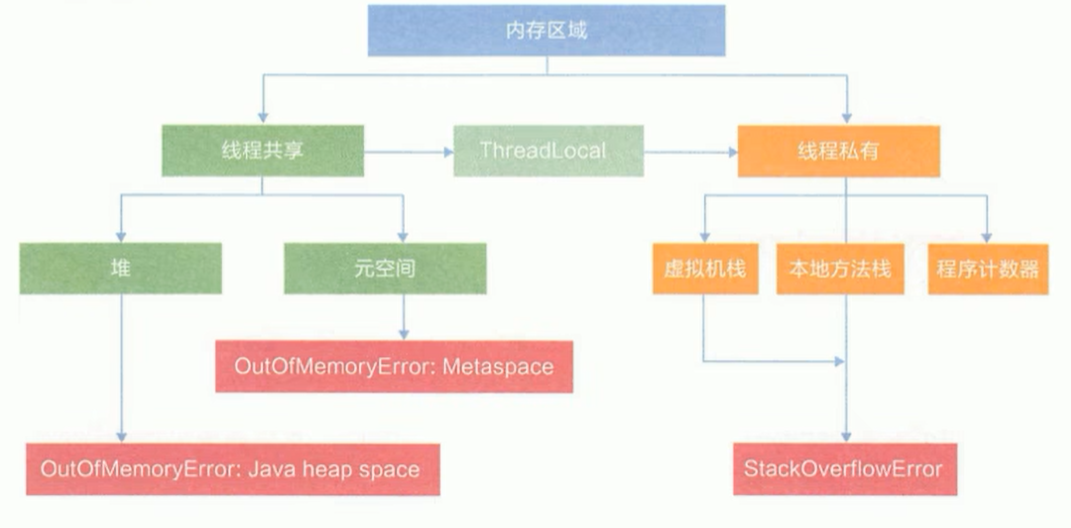 内存区域
线程共享
ThreadLocal
线程私有
堆
元空间
虚拟机栈
本地方法栈
程序计数器
OutOfMemoryError: Metaspace
OutOfMemoryError: Java heap space
StackOverflowError